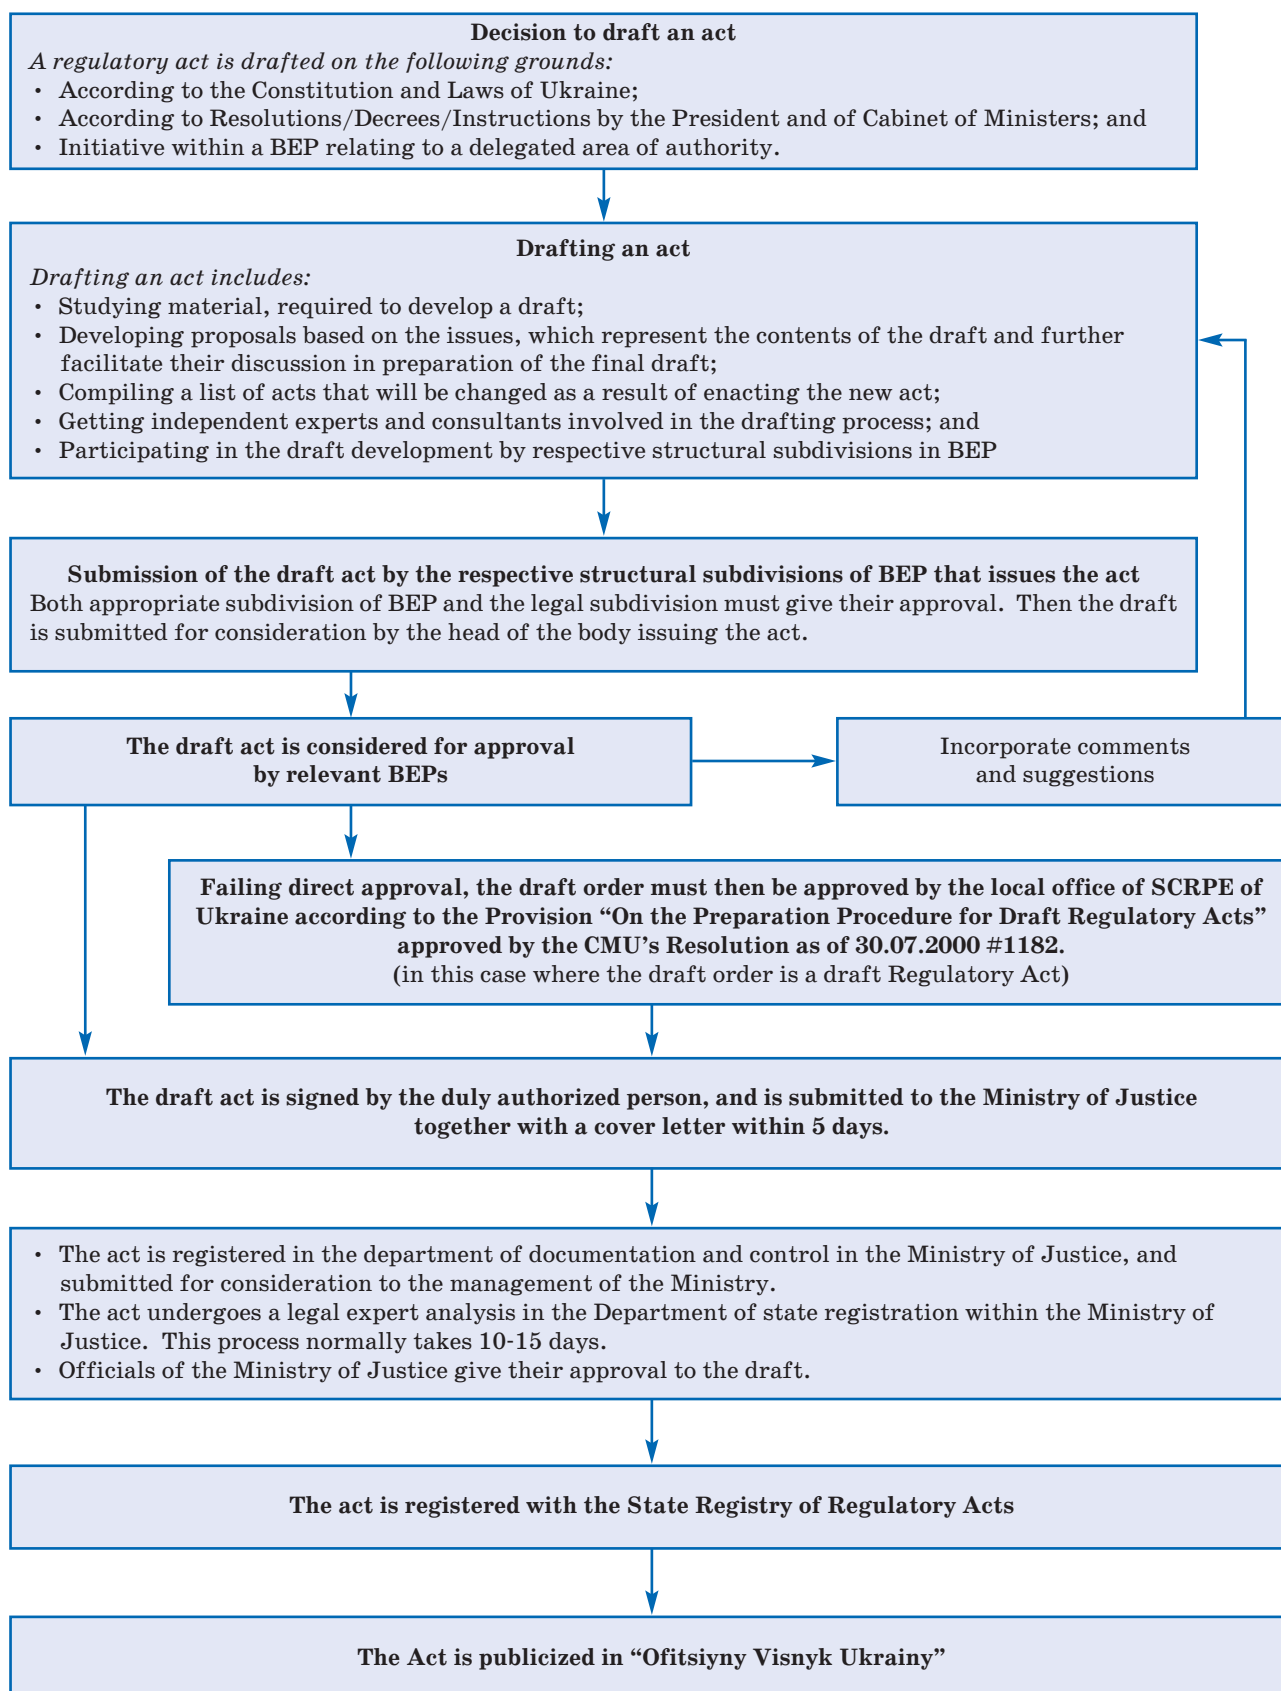 Decision to draft an act
A regulatory act is drafted on the following grounds:
• According to the Constitution and Laws of Ukraine;
• According to Resolutions/Decrees/Instructions by the President and of Cabinet of Ministers; and
• Initiative within a BEP relating to a delegated area of authority.
Drafting an act
Drafting an act includes:
• Studying material, required to develop a draft;
• Developing proposals based on the issues, which represent the contents of the draft and further
facilitate their discussion in preparation of the final draft;
• Compiling a list of acts that will be changed as a result of enacting the new act;
• Getting independent experts and consultants involved in the drafting process; and
• Participating in the draft development by respective structural subdivisions in BEP
Submission of the draft act by the respective structural subdivisions of BEP that issues the act
Both appropriate subdivision of BEP and the legal subdivision must give their approval. Then the draft
is submitted for consideration by the head of the body issuing the act.
The draft act is considered for approval
by relevant BEPs
Incorporate comments
and suggestions
Failing direct approval, the draft order must then be approved by the local office of SCRPE of
Ukraine according to the Provision “On the Preparation Procedure for Draft Regulatory Acts”
approved by the CMU’s Resolution as of 30.07.2000 #1182.
(in this case where the draft order is a draft Regulatory Act)
The draft act is signed by the duly authorized person, and is submitted to the Ministry of Justice
together with a cover letter within 5 days.
• The act is registered in the department of documentation and control in the Ministry of Justice, and
submitted for consideration to the management of the Ministry.
• The act undergoes a legal expert analysis in the Department of state registration within the Ministry of
Justice. This process normally takes 10-15 days.
• Officials of the Ministry of Justice give their approval to the draft.
The act is registered with the State Registry of Regulatory Acts
The Act is publicized in “Ofitsiyny Visnyk Ukrainy”